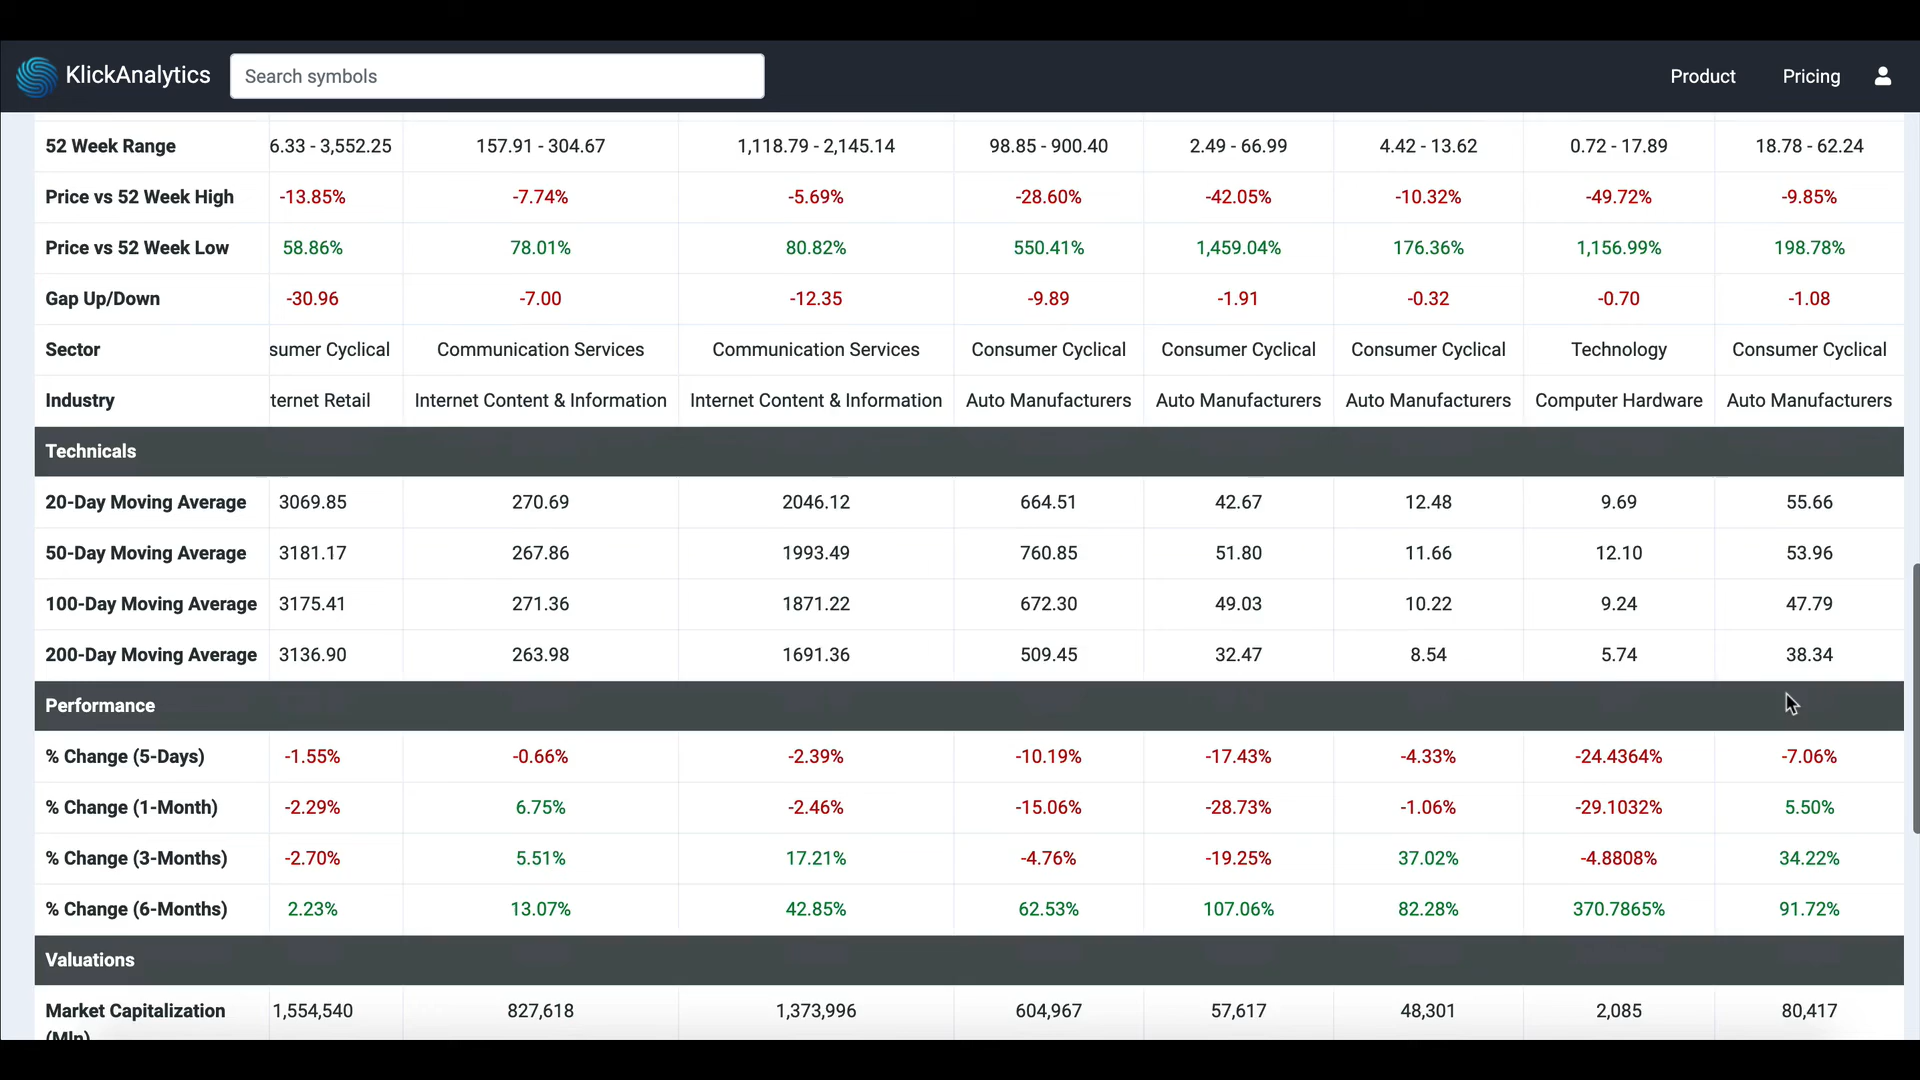 KlickAnalytics Search symbols Product Pricing
52 Week Range 6.33 - 3,552.25 157.91 - 304.67 1,118.79 - 2,145.14 98.85 - 900.40 2.49 - 66.99 4.42 - 13.62 0.72 - 17.89 18.78 - 62.24
Price vs 52 Week High -13.85% -7.74% -5.69% -28.60% -42.05% -10.32% -49.72% -9.85%
Price vs 52 Week Low 58.86% 78.01% 80.82% 550.41% 1,459.04% 176.36% 1,156.99% 198.78%
Gap Up/Down -30.96 -7.00 -12.35 -9.89 -1.91 -0.32 -0.70 -1.08
Sector sumer Cyclical Communication Services Communication Services Consumer Cyclical Consumer Cyclical Consumer Cyclical Technology Consumer Cyclical
Industry ternet Retail Internet Content & Information Internet Content & Information Auto Manufacturers Auto Manufacturers Auto Manufacturers Computer Hardware Auto Manufacturers
Technicals
20-Day Moving Average 3069.85 270.69 2046.12 664.51 42.67 12.48 9.69 55.66
50-Day Moving Average 3181.17 267.86 1993.49 760.85 51.80 11.66 12.10 53.96
100-Day Moving Average 3175.41 271.36 1871.22 672.30 49.03 10.22 9.24 47.79
200-Day Moving Average 3136.90 263.98 1691.36 509.45 32.47 8.54 5.74 38.34
Performance
% Change (5-Days) -1.55% -0.66% -2.39% -10.19% -17.43% -4.33% -24.4364% -7.06%
% Change (1-Month) -2.29% 6.75% -2.46% -15.06% -28.73% -1.06% -29.1032% 5.50%
% Change (3-Months) -2.70% 5.51% 17.21% -4.76% -19.25% 37.02% -4.8808% 34.22%
% Change (6-Months) 2.23% 13.07% 42.85% 62.53% 107.06% 82.28% 370.7865% 91.72%
Valuations
Market Capitalization 1,554,540 827,618 1,373,996 604,967 57,617 48,301 2,085 80,417
(Mln)